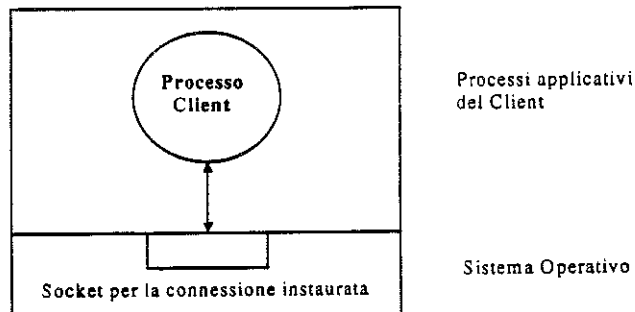 Processo
Client
Processi applicativi
del Client
Socket per la connessione instaurata
Sistema Operativo